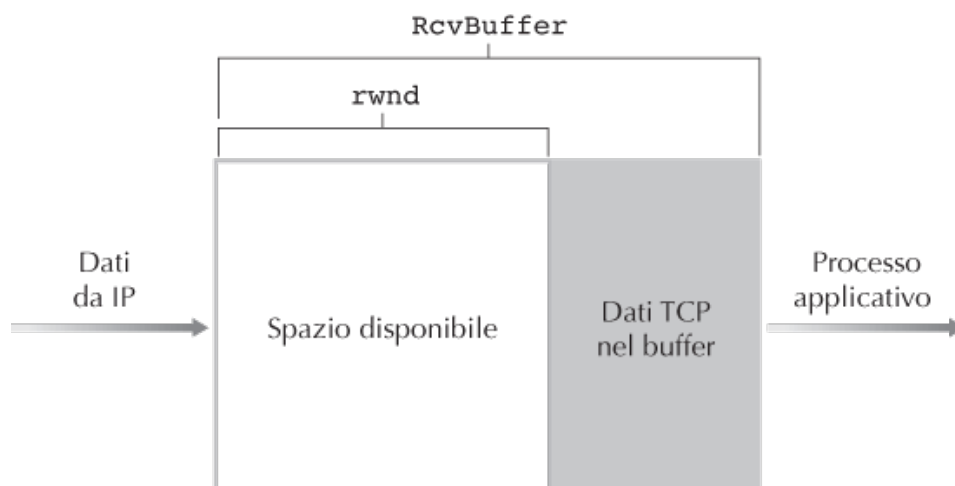 RcvBuffer
rwnd
Dati
da IP
Spazio disponibile
Dati TCP
nel buffer
Processo
applicativo